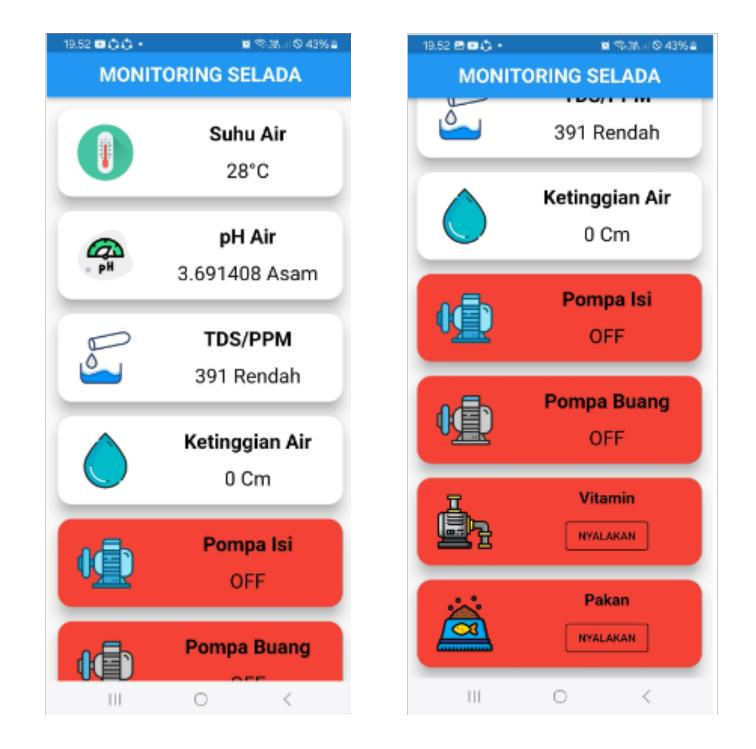 19.52
43%
MONITORING SELADA
Suhu Air
28°C
pH
pH Air
3.691408 Asam
TDS/PPM
391 Rendah
Ketinggian Air
0 Cm
Pompa Isi
OFF
Pompa Buang
19.52
43%
MONITORING SELADA
TDS/PPM
391 Rendah
Ketinggian Air
0 Cm
Pompa Isi
OFF
Pompa Buang
OFF
Vitamin
NYALAKAN
Pakan
NYALAKAN